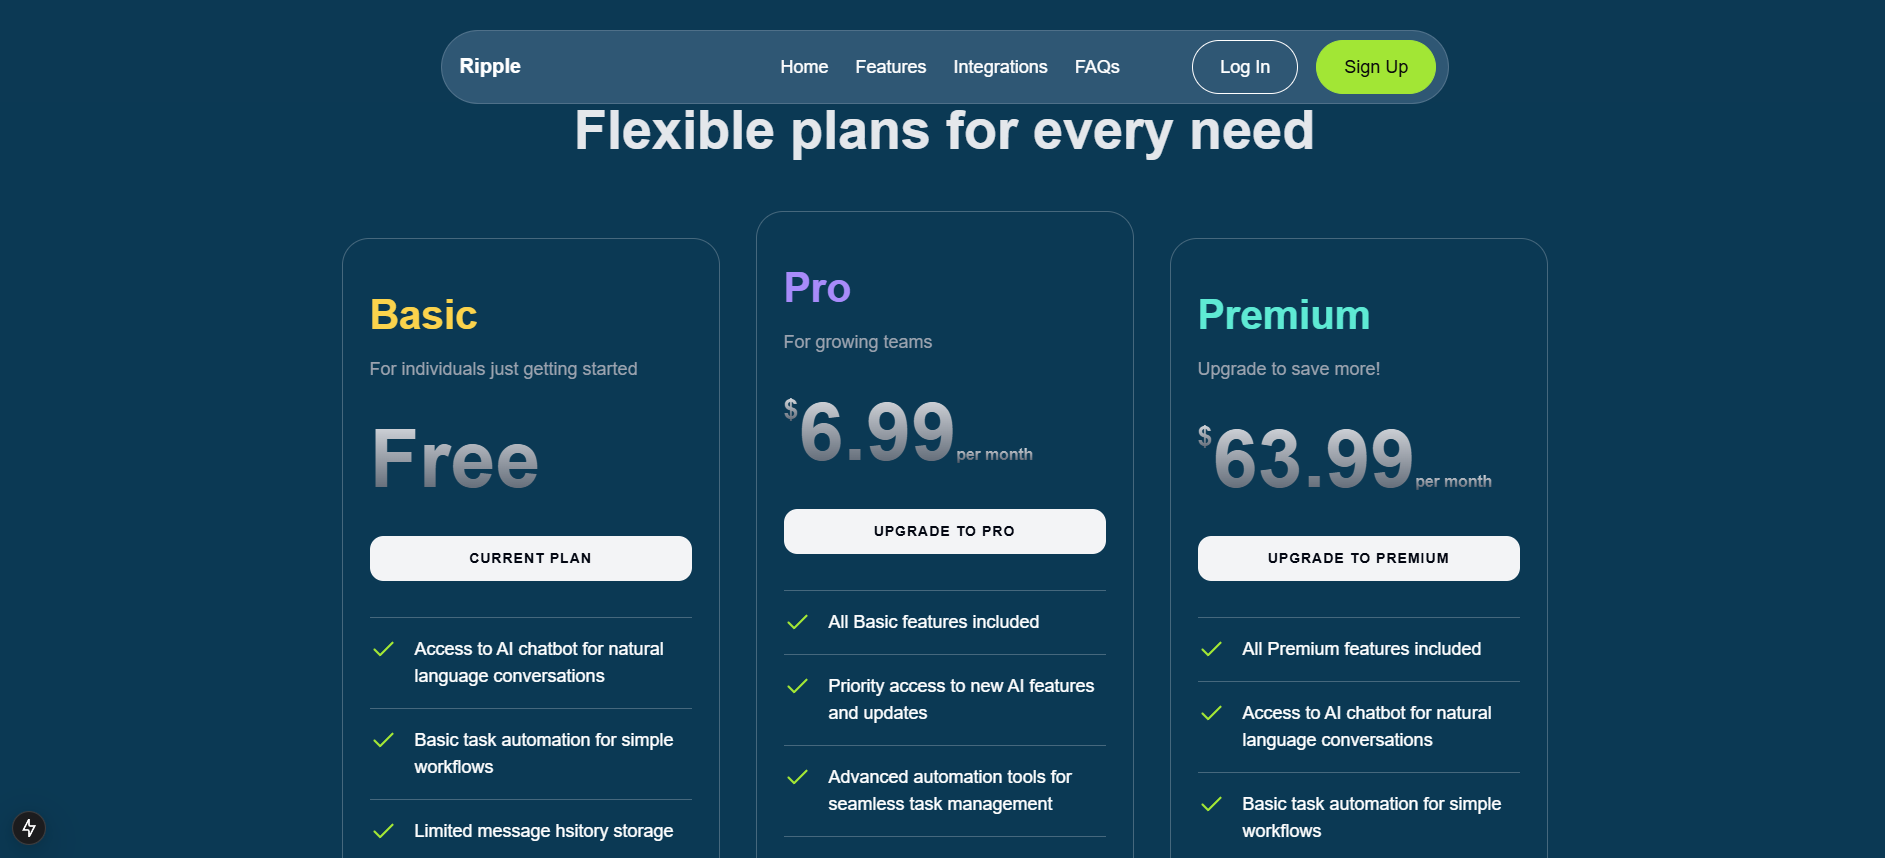 Ripple
Home Features Integrations FAQs
Log In
Sign Up
Flexible plans for every need
Basic
For individuals just getting started
Free
CURRENT PLAN
Access to AI chatbot for natural
language conversations
Basic task automation for simple
workflows
Limited message hsitory storage
Pro
For growing teams
$6.99 per month
UPGRADE TO PRO
All Basic features included
Priority access to new AI features
and updates
Advanced automation tools for
seamless task management
Premium
Upgrade to save more!
$63.99 per month
UPGRADE TO PREMIUM
All Premium features included
Access to AI chatbot for natural
language conversations
Basic task automation for simple
workflows